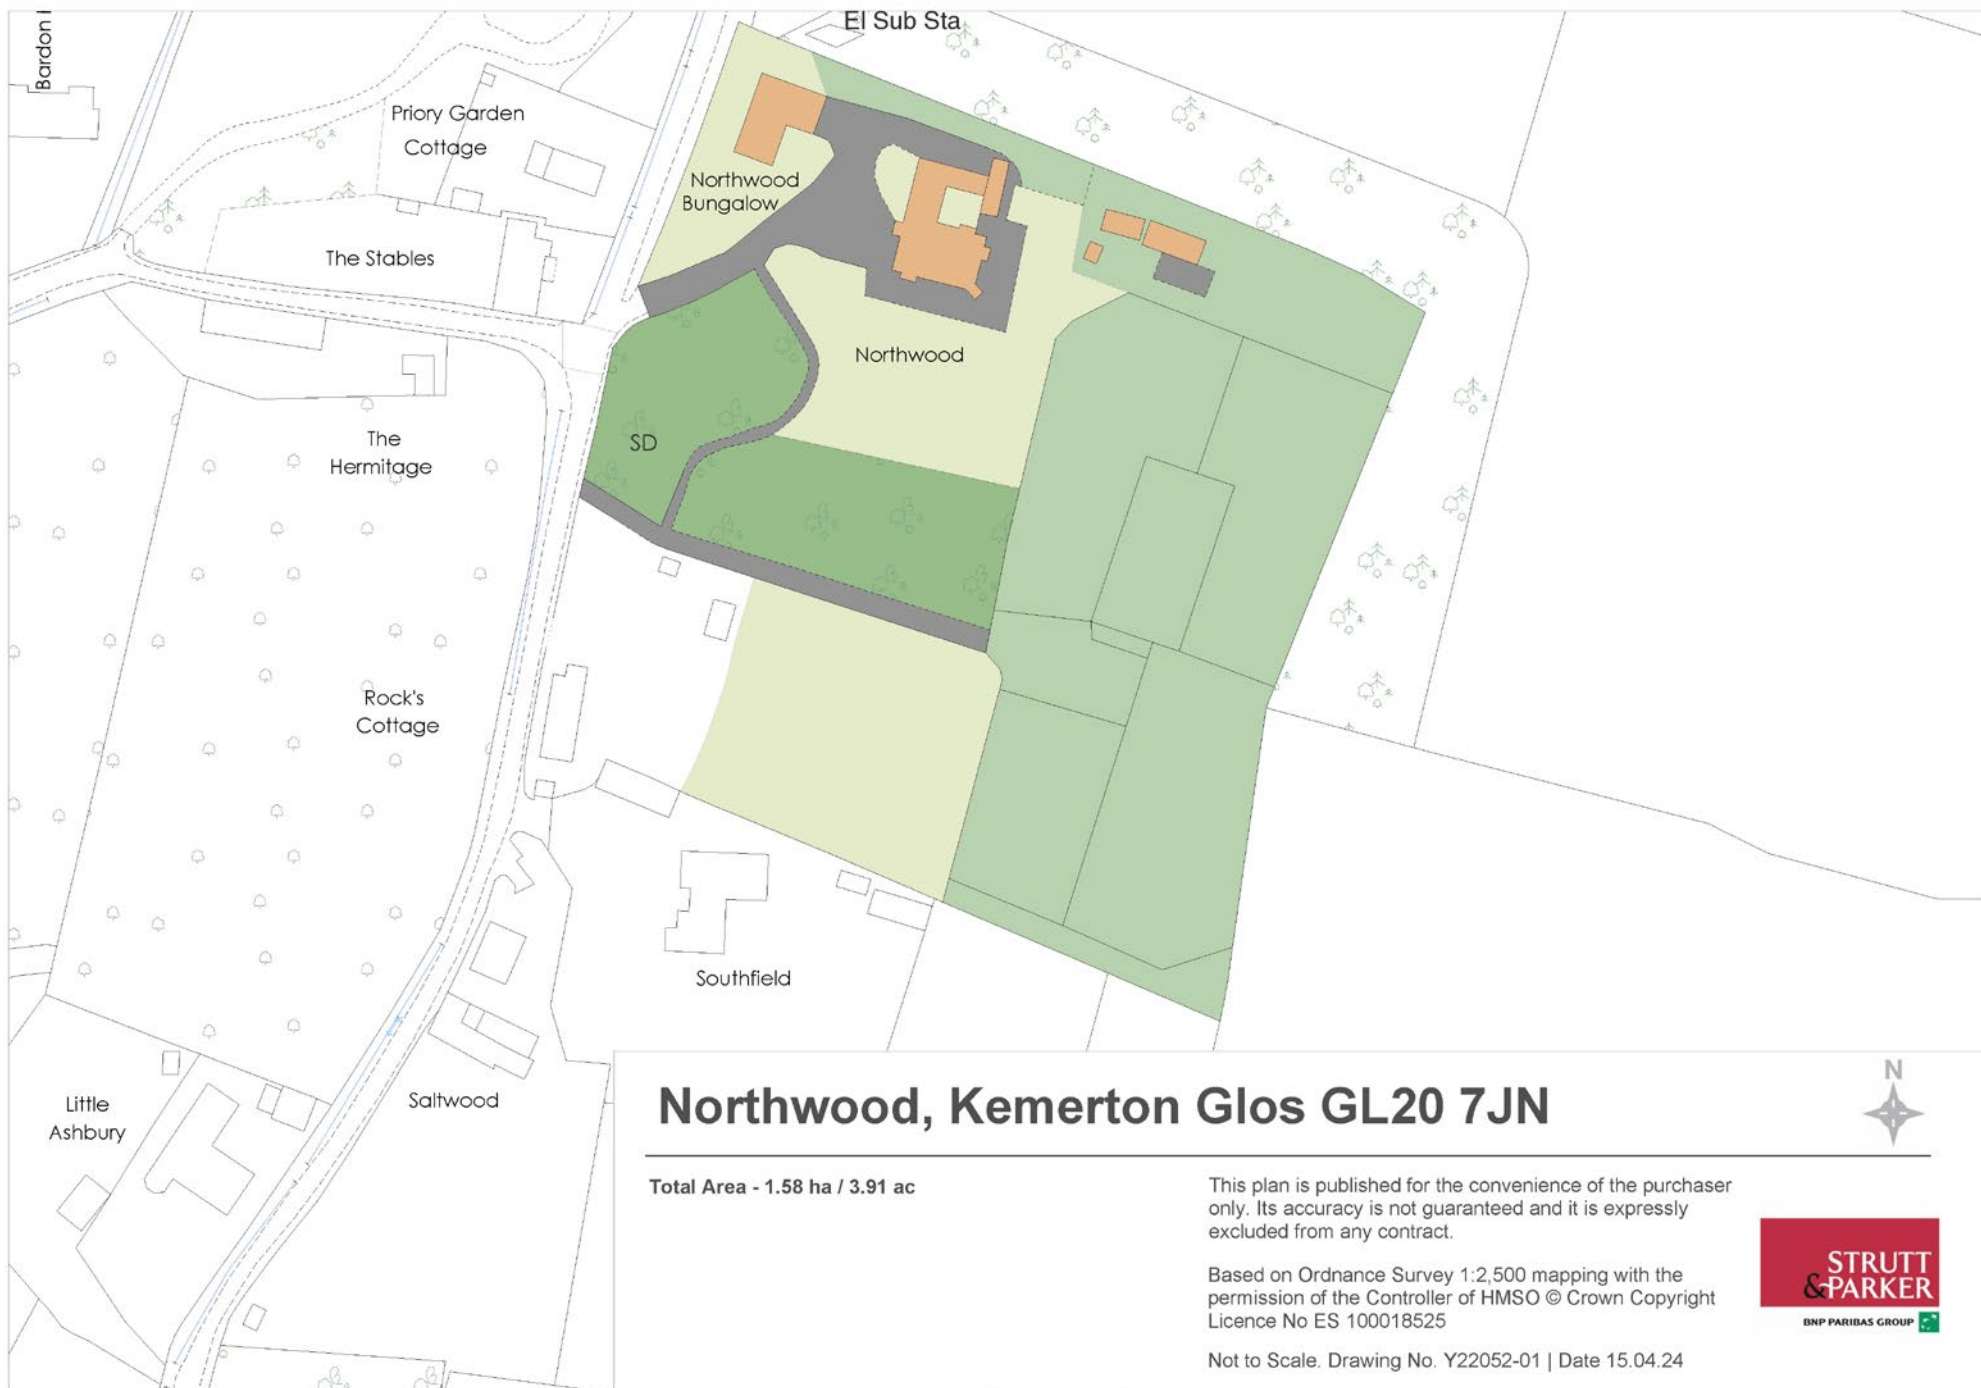 El Sub Sta
Bardon
Priory Garden
Cottage
Northwood
Bungalow
The Stables
Northwood
The
Hermitage
SD
Rock's
Cottage
Southfield
Saltwood
Little
Ashbury
N
Northwood, Kemerton Glos GL20 7JN
Total Area - 1.58 ha / 3.91 ac
This plan is published for the convenience of the purchaser
only. Its accuracy is not guaranteed and it is expressly
excluded from any contract.
Based on Ordnance Survey 1:2,500 mapping with the
permission of the Controller of HMSO © Crown Copyright
Licence No ES 100018525
Not to Scale. Drawing No. Y22052-01 | Date 15.04.24
STRUTT
&PARKER
BNP PARIBAS GROUP